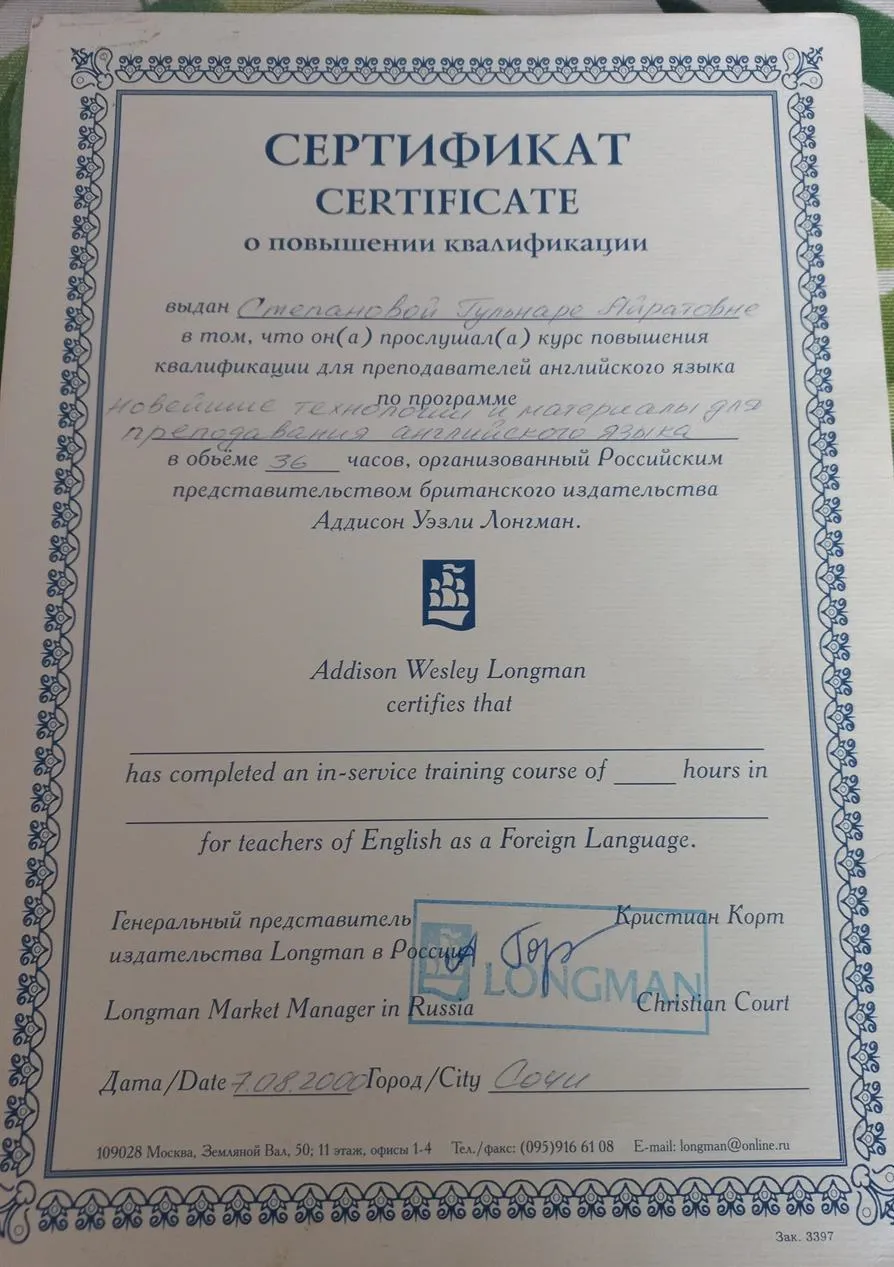 СЕРТИФИКАТ
CERTIFICATE
о повышении квалификации
выдан Степановой Гульнаре Айратовне
в том, что он(а) прослушал(а) курс повышения
квалификации для преподавателей английского языка
по программе
новейшие технологии и материалы для
преподавания английского языка
в объёме 36 часов, организованный Российским
представительством британского издательства
Аддисон Уэзли Лонгман.
Addison Wesley Longman
certifies that
has completed an in-service training course of ____ hours in
for teachers of English as a Foreign Language.
Генеральный представитель Кристиан Корт
издательства Longman в России
LONGMAN
Longman Market Manager in Russia Christian Court
Дата/Date 7.08.2000 Город/City Сочи
109028 Москва, Земляной Вал, 50; 11 этаж, офисы 1-4 Тел./факс: (095)916 61 08 E-mail: longman@online.ru
Зак. 3397